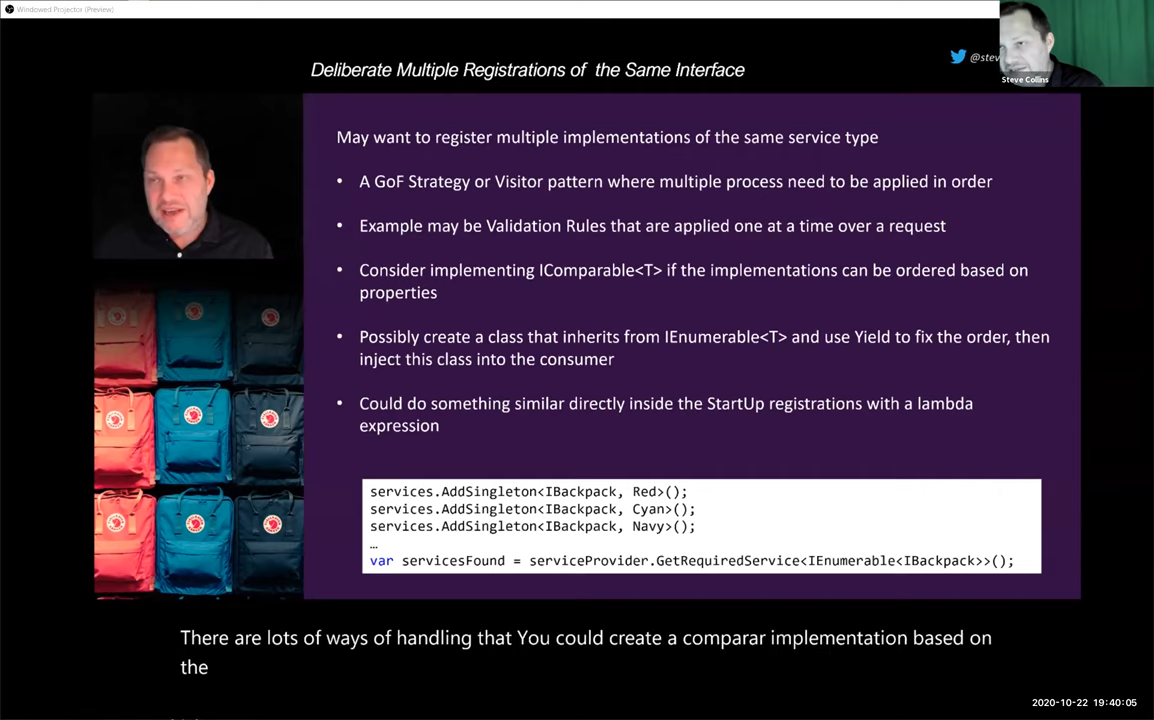 Windowed Projector (Preview)
Deliberate Multiple Registrations of the Same Interface
@stev
Steve Collins
May want to register multiple implementations of the same service type
• A GoF Strategy or Visitor pattern where multiple process need to be applied in order
• Example may be Validation Rules that are applied one at a time over a request
• Consider implementing IComparable<T> if the implementations can be ordered based on
properties
• Possibly create a class that inherits from IEnumerable<T> and use Yield to fix the order, then
inject this class into the consumer
• Could do something similar directly inside the StartUp registrations with a lambda
expression
services.AddSingleton<IBackpack, Red>();
services.AddSingleton<IBackpack, Cyan>();
services.AddSingleton<IBackpack, Navy>();
…
var servicesFound = serviceProvider.GetRequiredService<IEnumerable<IBackpack>>();
There are lots of ways of handling that You could create a comparar implementation based on
the
2020-10-22 19:40:05